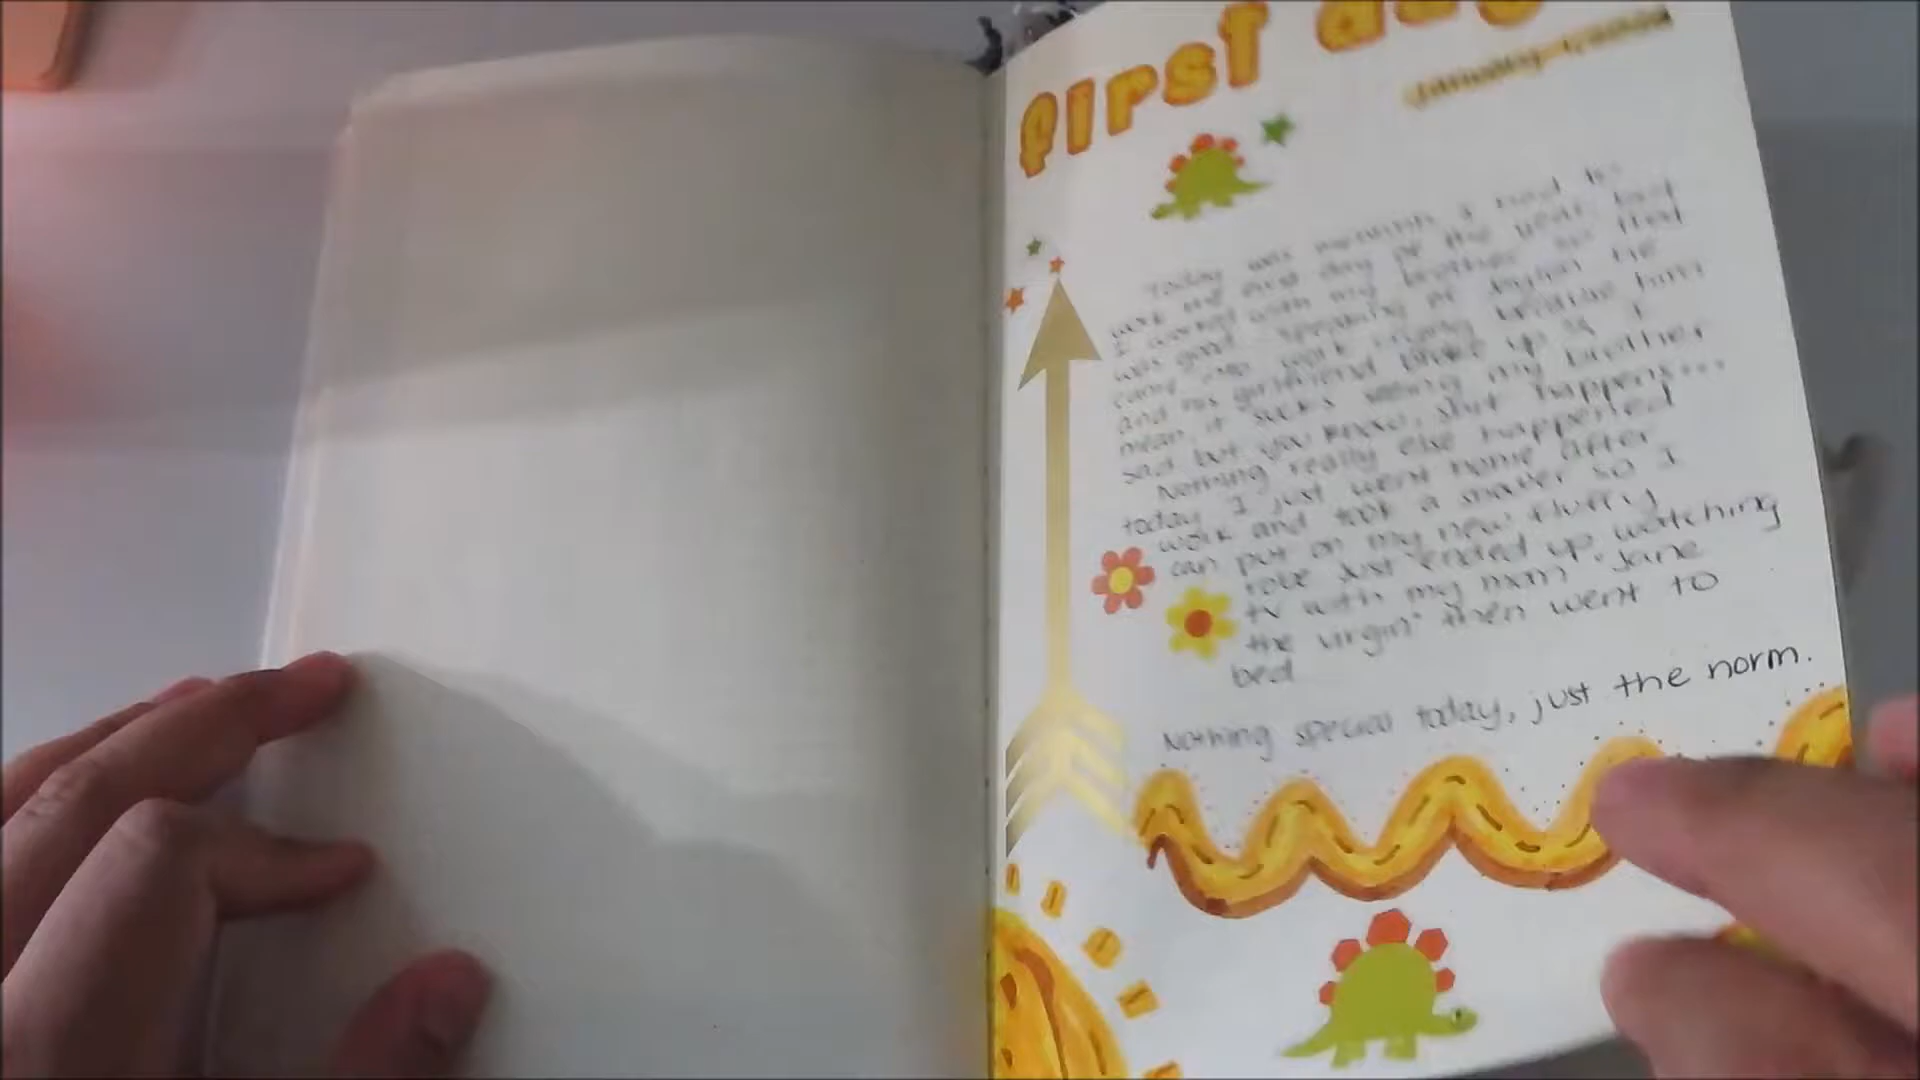 first day
Today was meh, I had to
work the first day of the year but
I worked with my brother so that
was good. Speaking of Dylan he
came into work crying because him
and his girlfriend broke up so I
mean it sucks seeing my brother
sad but you know, shit happens...
Nothing really else happened
today I just went home after
work and took a shower so I
can put on my new fluffy
robe just ended up watching
tv with my mom "Jane
the virgin" then went to
bed
Nothing special today, just the norm.